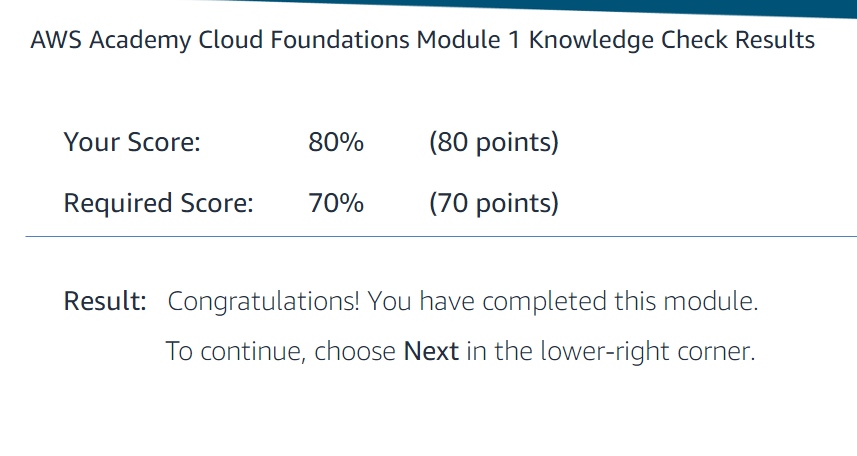 AWS Academy Cloud Foundations Module 1 Knowledge Check Results
Your Score: 80% (80 points)
Required Score: 70% (70 points)
Result: Congratulations! You have completed this module.
To continue, choose Next in the lower-right corner.